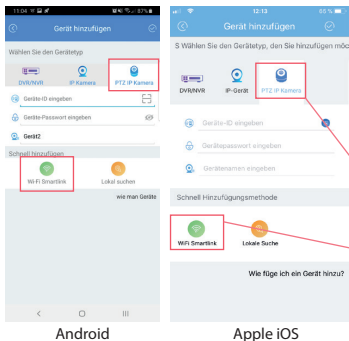 11:04
87%
Gerät hinzufügen
Wählen Sie den Gerätetyp
DVR/NVR
IP Kamera
PTZ IP Kamera
Geräte-ID eingeben
Geräte-Passwort eingeben
Gerät2
Schnell hinzufügen
WiFi Smartlink
Lokal suchen
wie man Geräte
Android
12:13
65 %
Gerät hinzufügen
S Wählen Sie den Gerätetyp, den Sie hinzufügen möc
DVR/NVR
IP-Gerät
PTZ IP Kamera
Geräte-ID eingeben
Gerätepasswort eingeben
Gerätenamen eingeben
Schnell Hinzufügungsmethode
WiFi Smartlink
Lokale Suche
Wie füge ich ein Gerät hinzu?
Apple iOS